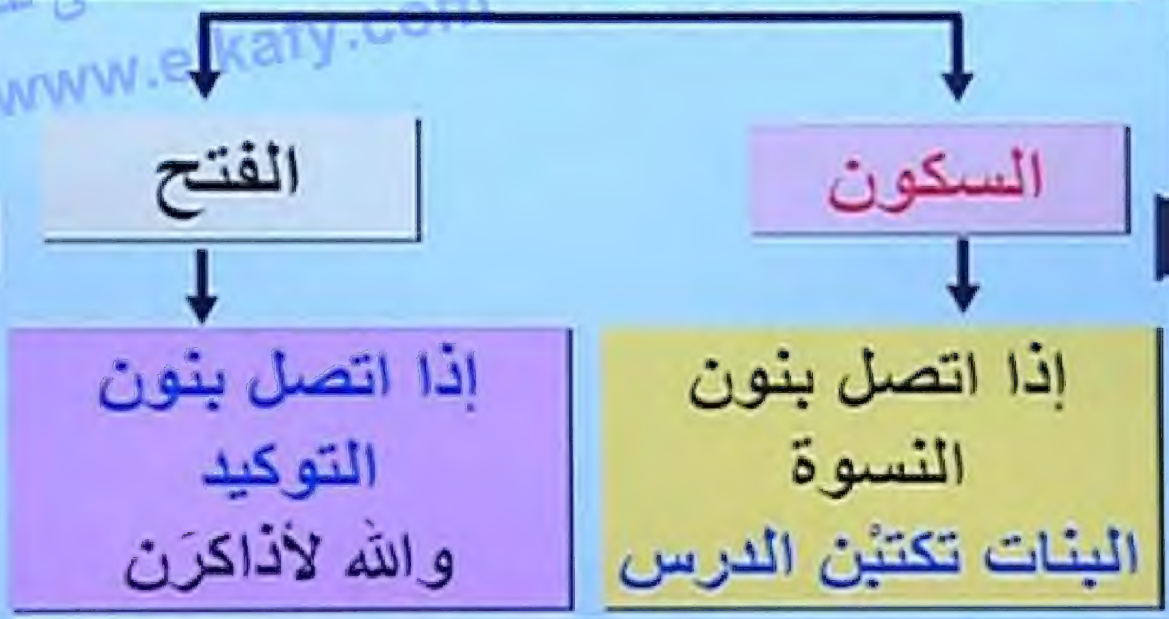 www.elkafy.com
السكون
الفتح
إذا اتصل بنون
النسوة
البنات تكتبْن الدرس
إذا اتصل بنون
التوكيد
والله لأذاكرَن